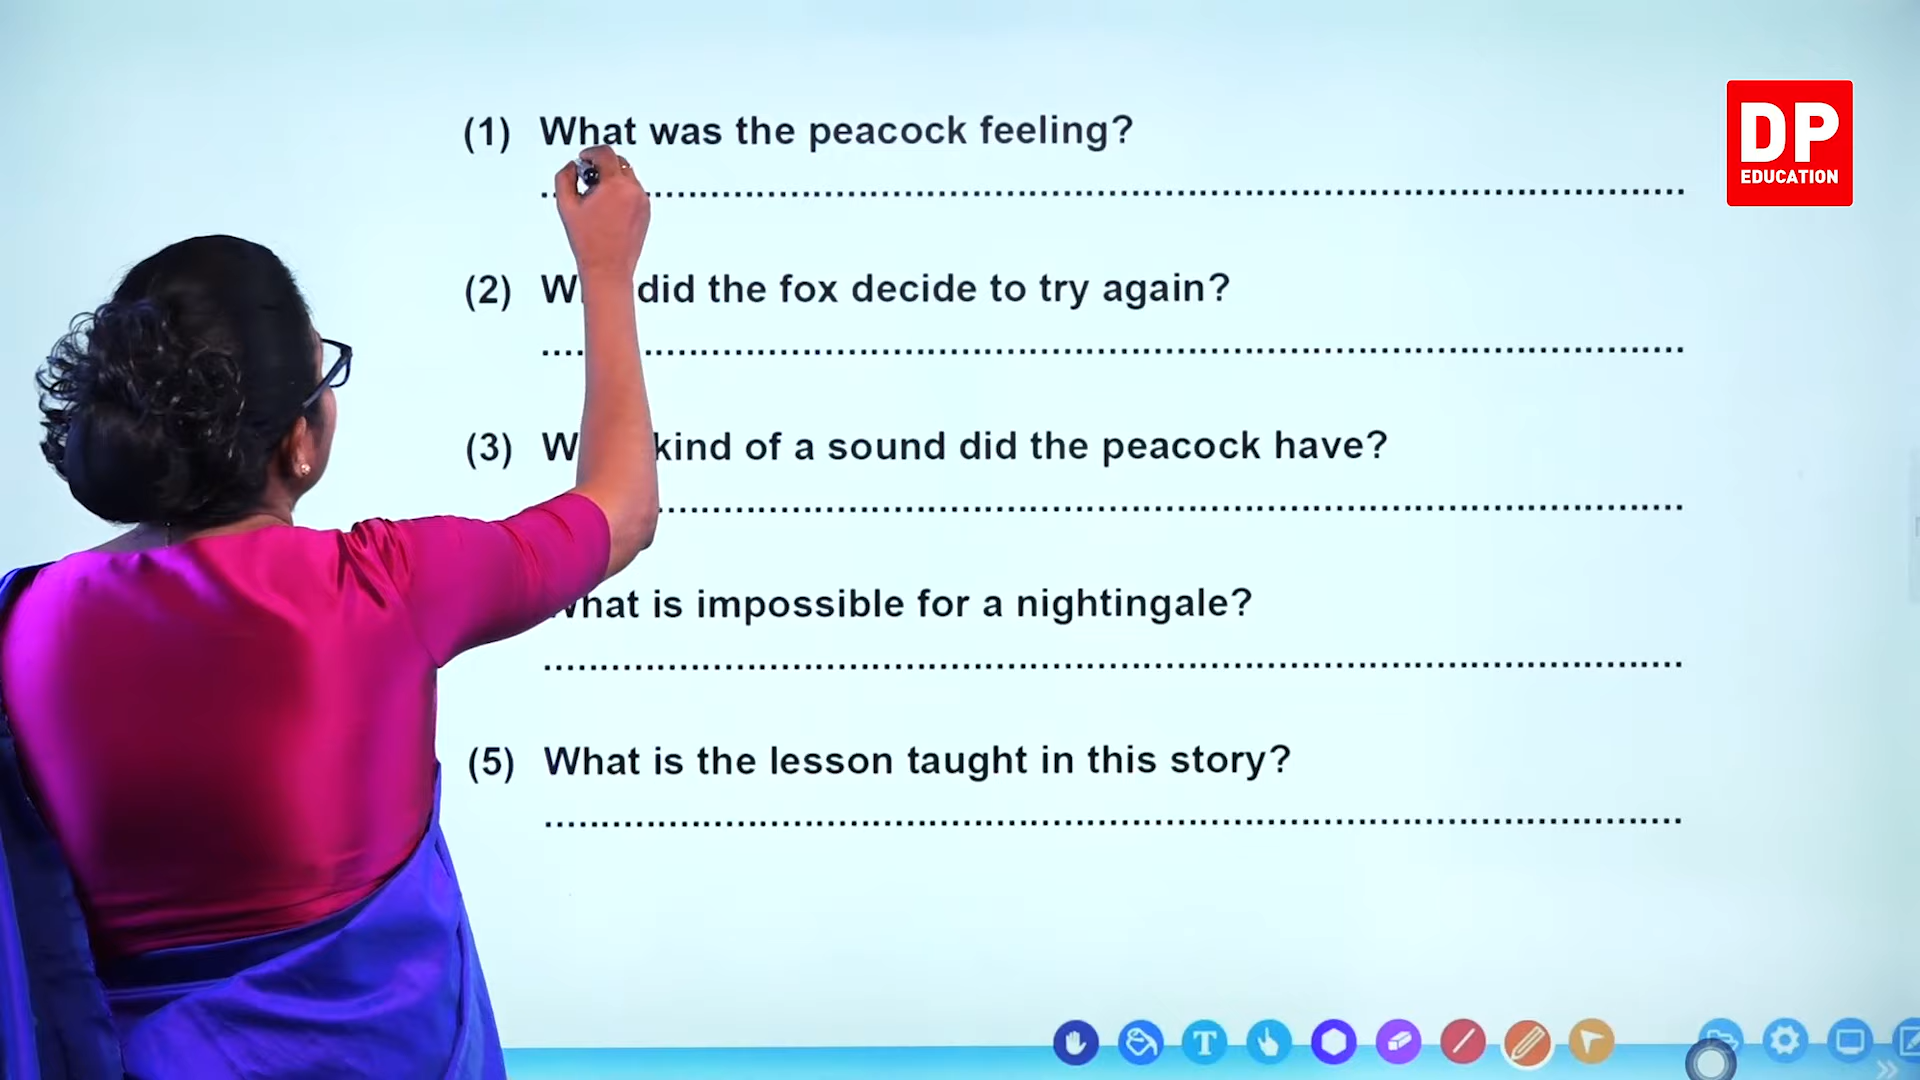 DP
EDUCATION
(1) What was the peacock feeling?
(2) did the fox decide to try again?
(3) kind of a sound did the peacock have?
What is impossible for a nightingale?
(5) What is the lesson taught in this story?
T